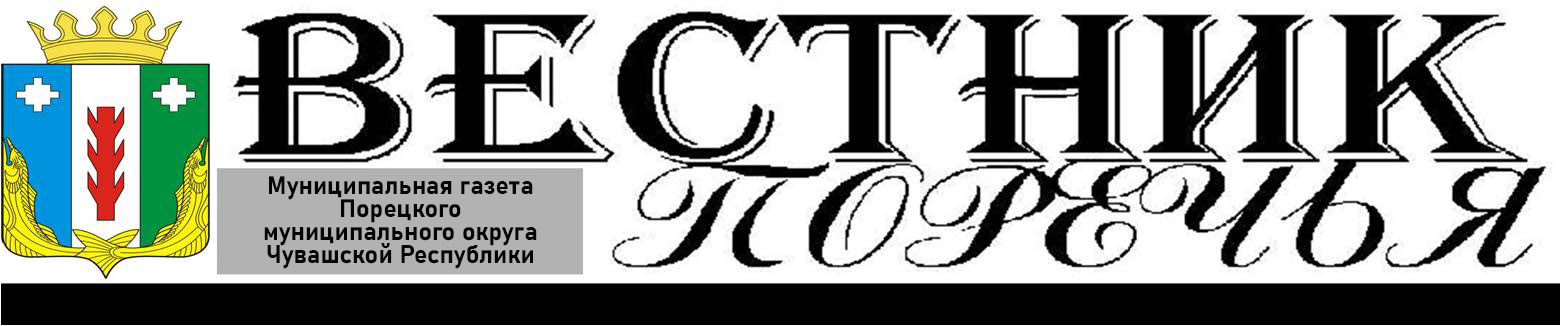 ВЕСТНИК
ПОРЕЧЬЯ
Муниципальная газета
Порецкого
муниципального округа
Чувашской Республики